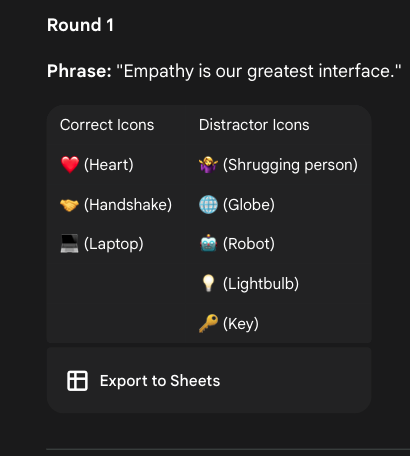 Round 1
Phrase: "Empathy is our greatest interface."
Correct Icons Distractor Icons
❤️ (Heart) 🤷‍♀️ (Shrugging person)
🤝 (Handshake) 🌐 (Globe)
💻 (Laptop) 🤖 (Robot)
💡 (Lightbulb)
🔑 (Key)
Export to Sheets